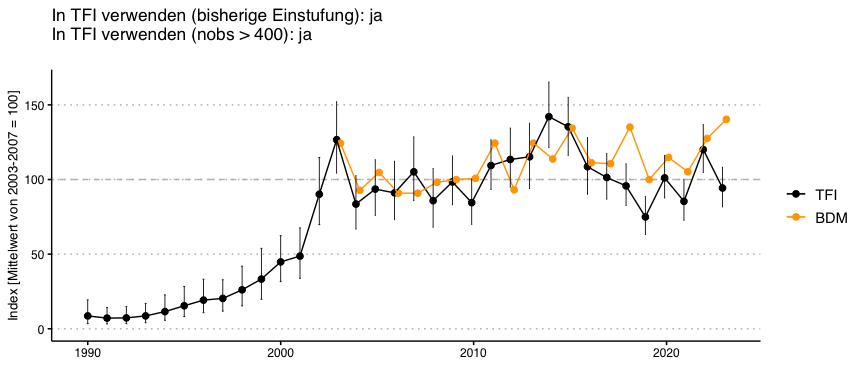 In TFI verwenden (bisherige Einstufung): ja
In TFI verwenden (nobs > 400): ja
Index [Mittelwert von 2003-2007 = 100]
150
100
50
0
1990
2000
2010
2020
TFI
BDM